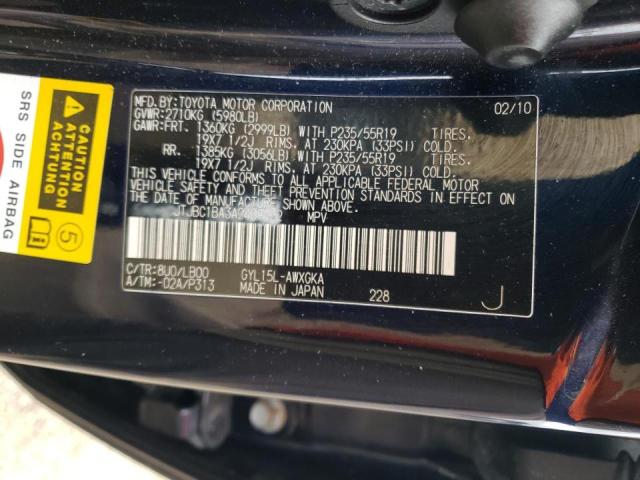 MFD.BY:TOYOTA MOTOR CORPORATION 02/10
GVWR:2710KG (5980LB)
GAWR:FRT. 1360KG (2999LB) WITH P235/55R19 TIRES.
19X7 1/2J RIMS. AT 230KPA (33PSI) COLD.
RR. 1385KG (3056LB) WITH P235/55R19 TIRES.
19X7 1/2J RIMS. AT 230KPA (33PSI) COLD.
THIS VEHICLE CONFORMS TO ALL APPLICABLE FEDERAL MOTOR
VEHICLE SAFETY AND THEFT PREVENTION STANDARDS IN EFFECT ON
THE DATE OF MANUFACTURE SHOWN ABOVE.
MPV
C/TR:8U0/LB00 GYL15L-AWXGKA
A/TM:-02A/P313 MADE IN JAPAN 228 J
SRS SIDE AIRBAG
CAUTION
ATTENTION
ACHTUNG
5